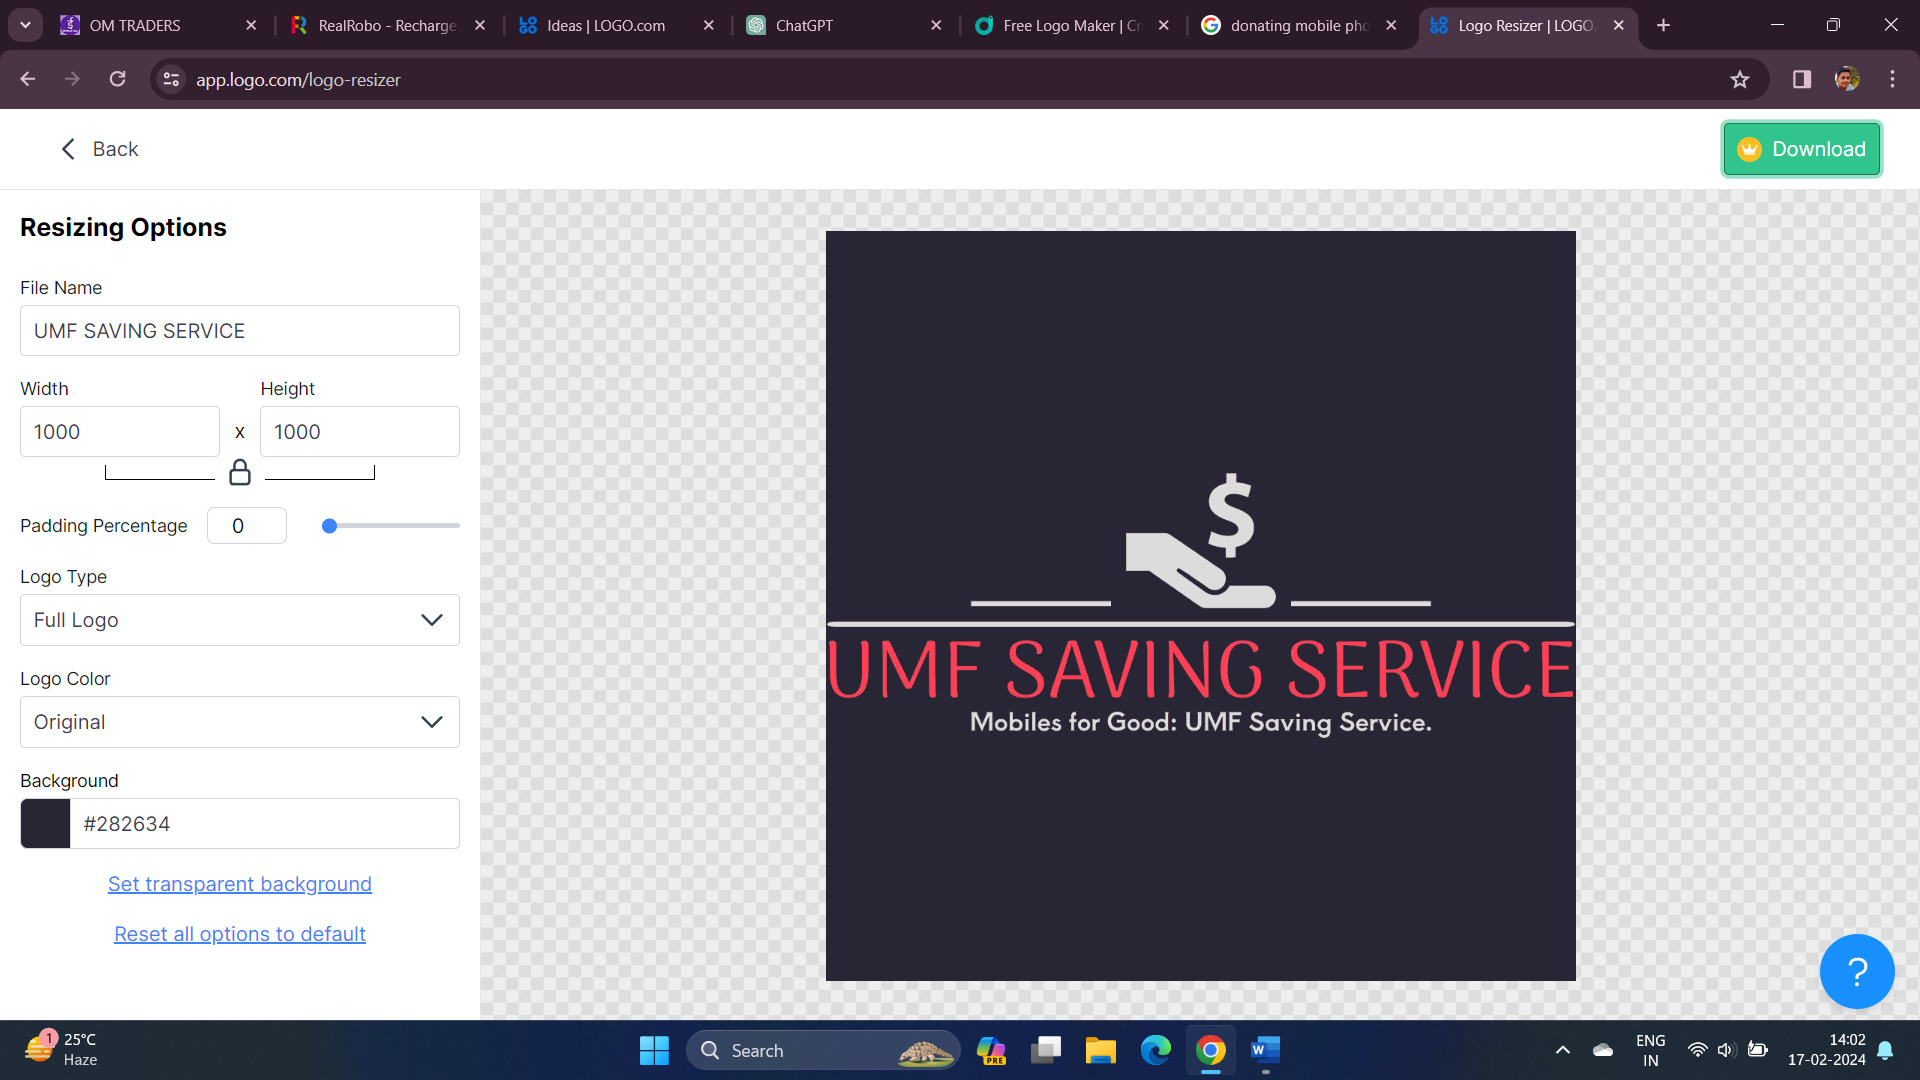 OM TRADERS
RealRobo - Recharge
Ideas | LOGO.com
ChatGPT
Free Logo Maker | Cr
donating mobile pho
Logo Resizer | LOGO.
app.logo.com/logo-resizer
Back
Download
Resizing Options
File Name
UMF SAVING SERVICE
Width
Height
1000
x
1000
Padding Percentage
0
Logo Type
Full Logo
Logo Color
Original
Background
#282634
Set transparent background
Reset all options to default
$
UMF SAVING SERVICE
Mobiles for Good: UMF Saving Service.
?
1
25°C
Haze
Search
PRE
W
ENG
IN
14:02
17-02-2024